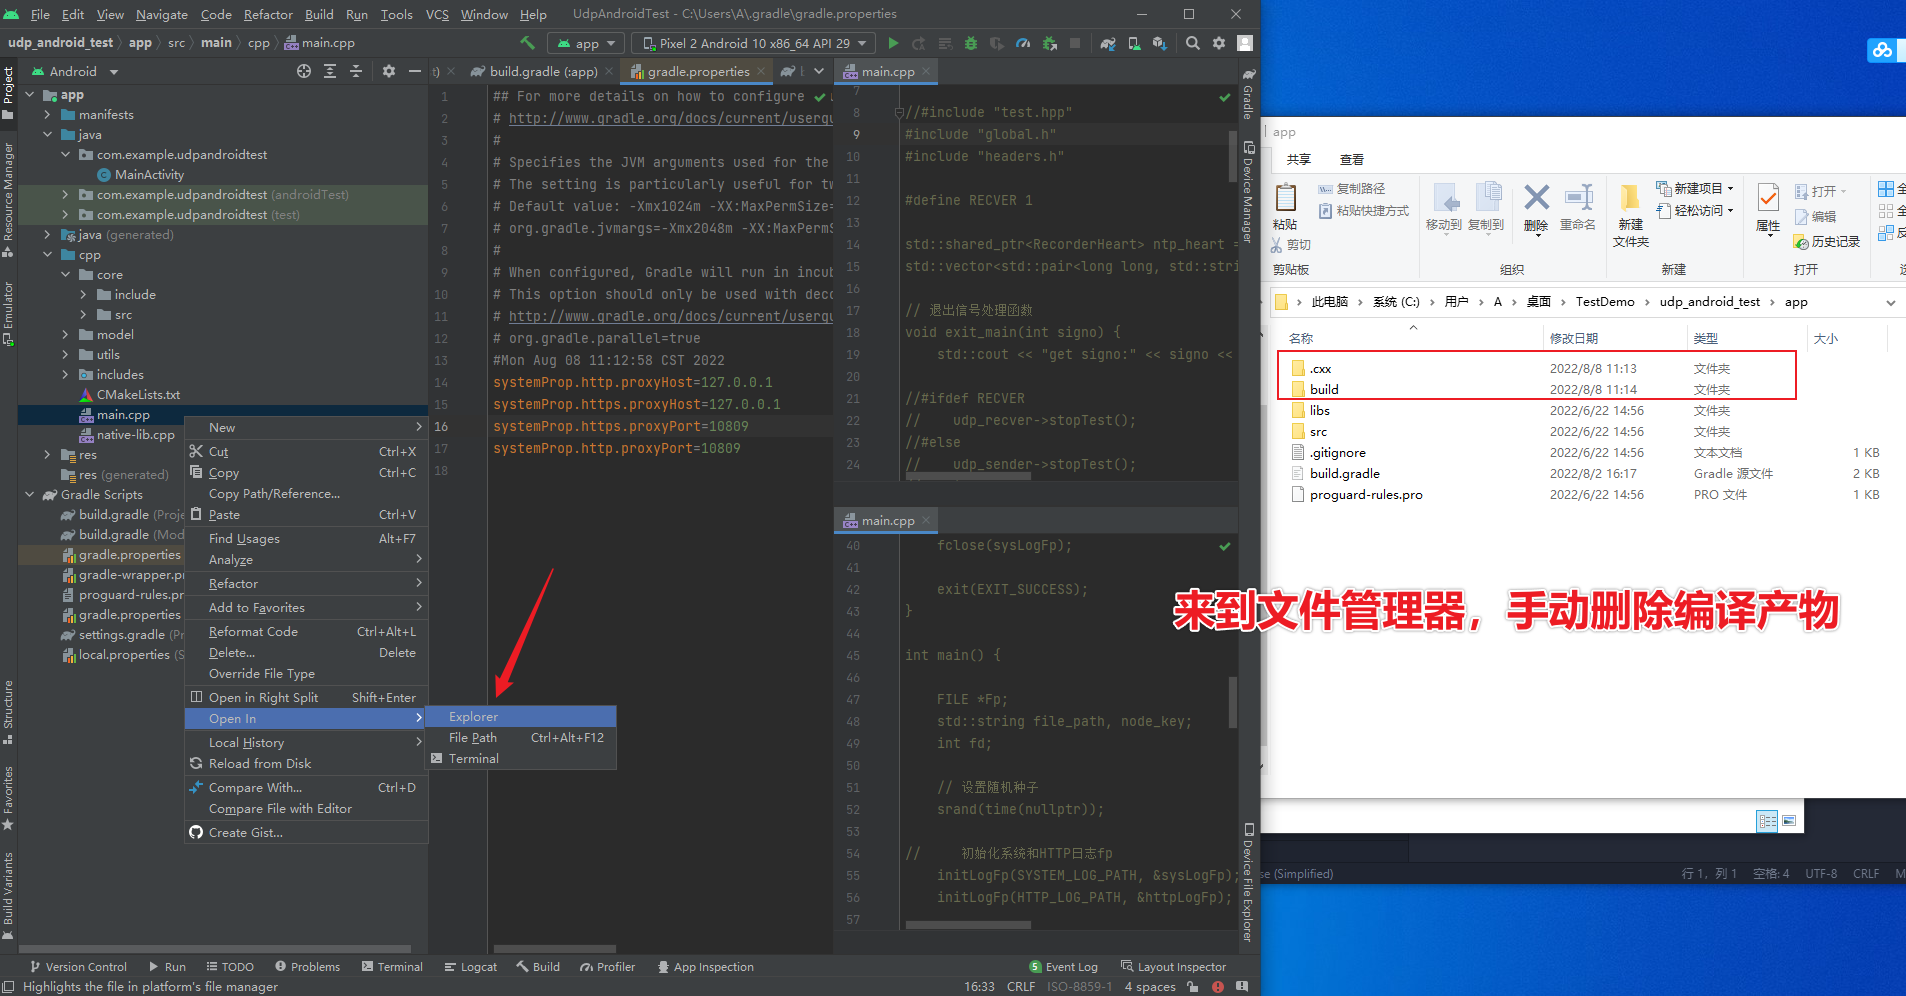 File Edit View Navigate Code Refactor Build Run Tools VCS Window Help UdpAndroidTest - C:\Users\A\.gradle\gradle.properties
udp_android_test app src main cpp main.cpp
app
Pixel 2 Android 10 x86_64 API 29
Project
Resource Manager
Emulator
Structure
Favorites
Build Variants
Android
app
manifests
java
com.example.udpandroidtest
MainActivity
com.example.udpandroidtest (androidTest)
com.example.udpandroidtest (test)
java (generated)
cpp
core
include
src
model
utils
includes
CMakeLists.txt
main.cpp
native-lib.cpp
res
res (generated)
Gradle Scripts
build.gradle (Proje
build.gradle (Mod
gradle.properties
gradle-wrapper.pr
proguard-rules.pr
gradle.properties
settings.gradle (Pr
local.properties (S
New
Cut Ctrl+X
Copy Ctrl+C
Copy Path/Reference...
Paste Ctrl+V
Find Usages Alt+F7
Analyze
Refactor
Add to Favorites
Reformat Code Ctrl+Alt+L
Delete... Delete
Override File Type
Open in Right Split Shift+Enter
Open In
Local History
Reload from Disk
Compare With... Ctrl+D
Compare File with Editor
Create Gist...
Explorer
File Path Ctrl+Alt+F12
Terminal
build.gradle (:app) gradle.properties
1 ## For more details on how to configure
2 # http://www.gradle.org/docs/current/usergu
3 #
4 # Specifies the JVM arguments used for the
5 # The setting is particularly useful for tw
6 # Default value: -Xmx1024m -XX:MaxPermSize=
7 # org.gradle.jvmargs=-Xmx2048m -XX:MaxPermS
8 #
9 # When configured, Gradle will run in incub
10 # This option should only be used with deco
11 # http://www.gradle.org/docs/current/usergu
12 # org.gradle.parallel=true
13 #Mon Aug 08 11:12:58 CST 2022
14 systemProp.http.proxyHost=127.0.0.1
15 systemProp.https.proxyHost=127.0.0.1
16 systemProp.https.proxyPort=10809
17 systemProp.http.proxyPort=10809
18
main.cpp
7
8 //#include "test.hpp"
9 #include "global.h"
10 #include "headers.h"
11
12 #define RECVER 1
13
14 std::shared_ptr<RecorderHeart> ntp_heart =
15 std::vector<std::pair<long long, std::stri
16
17 // 退出信号处理函数
18 void exit_main(int signo) {
19 std::cout << "get signo:" << signo <<
20
21 //#ifdef RECVER
22 // udp_recver->stopTest();
23 //#else
24 // udp_sender->stopTest();
main.cpp
40 fclose(sysLogFp);
41
42 exit(EXIT_SUCCESS);
43 }
44
45 int main() {
46
47 FILE *Fp;
48 std::string file_path, node_key;
49 int fd;
50
51 // 设置随机种子
52 srand(time(nullptr));
53
54 // 初始化系统和HTTP日志fp
55 initLogFp(SYSTEM_LOG_PATH, &sysLogFp);
56 initLogFp(HTTP_LOG_PATH, &httpLogFp);
57
Gradle
Device Manager
Device File Explorer
Version Control Run TODO Problems Terminal Logcat Build Profiler App Inspection 5 Event Log Layout Inspector
Highlights the file in platform's file manager 16:33 CRLF ISO-8859-1 4 spaces
app
共享 查看
粘贴
复制路径
粘贴快捷方式
剪切
剪贴板
移动到 复制到 删除 重命名
组织
新建
文件夹
新建项目
轻松访问
新建
属性
打开
编辑
历史记录
打开
此电脑 系统 (C:) 用户 A 桌面 TestDemo udp_android_test app
名称 修改日期 类型 大小
.cxx 2022/8/8 11:13 文件夹
build 2022/8/8 11:14 文件夹
libs 2022/6/22 14:56 文件夹
src 2022/6/22 14:56 文件夹
.gitignore 2022/6/22 14:56 文本文档 1 KB
build.gradle 2022/8/2 16:17 Gradle 源文件 2 KB
proguard-rules.pro 2022/6/22 14:56 PRO 文件 1 KB
来到文件管理器，手动删除编译产物
se (Simplified) 行 1，列 1 空格: 4 UTF-8 CRLF